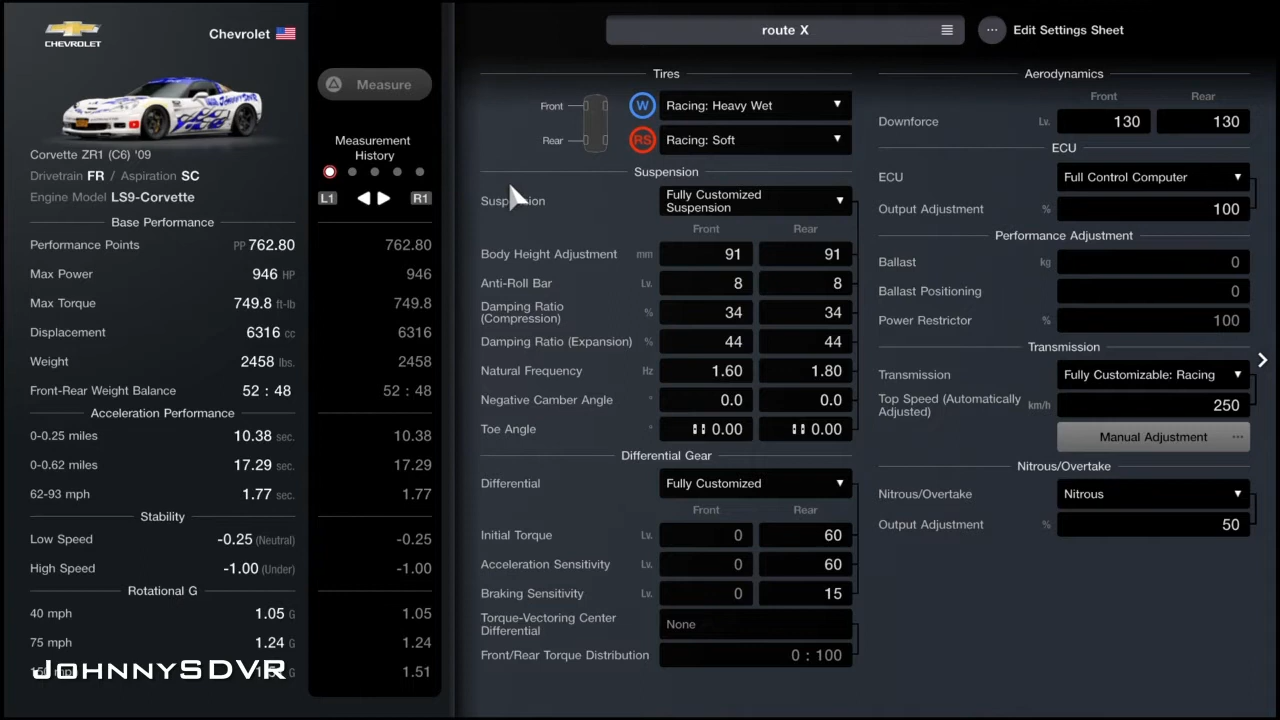 CHEVROLET
Chevrolet
Corvette ZR1 (C6) '09
Drivetrain FR / Aspiration SC
Engine Model LS9-Corvette
Base Performance
Performance Points PP 762.80
Max Power 946 HP
Max Torque 749.8 ft-lb
Displacement 6316 cc
Weight 2458 lbs.
Front-Rear Weight Balance 52 : 48
Acceleration Performance
0-0.25 miles 10.38 sec.
0-0.62 miles 17.29 sec.
62-93 mph 1.77 sec.
Stability
Low Speed -0.25 (Neutral)
High Speed -1.00 (Under)
Rotational G
40 mph 1.05 G
75 mph 1.24 G
JohnnySDVR
Measure
Measurement
History
L1 R1
762.80
946
749.8
6316
2458
52 : 48
10.38
17.29
1.77
-0.25
-1.00
1.05
1.24
1.51
route X
Edit Settings Sheet
Tires
Front W Racing: Heavy Wet
Rear RS Racing: Soft
Suspension
Suspension Fully Customized
Suspension
Front Rear
Body Height Adjustment mm 91 91
Anti-Roll Bar Lv. 8 8
Damping Ratio
(Compression) % 34 34
Damping Ratio (Expansion) % 44 44
Natural Frequency Hz 1.60 1.80
Negative Camber Angle ° 0.0 0.0
Toe Angle ° 0.00 0.00
Differential Gear
Differential Fully Customized
Front Rear
Initial Torque Lv. 0 60
Acceleration Sensitivity Lv. 0 60
Braking Sensitivity Lv. 0 15
Torque-Vectoring Center
Differential None
Front/Rear Torque Distribution 0 : 100
Aerodynamics
Front Rear
Downforce Lv. 130 130
ECU
ECU Full Control Computer
Output Adjustment % 100
Performance Adjustment
Ballast kg 0
Ballast Positioning 0
Power Restrictor % 100
Transmission
Transmission Fully Customizable: Racing
Top Speed (Automatically
Adjusted) km/h 250
Manual Adjustment
Nitrous/Overtake
Nitrous/Overtake Nitrous
Output Adjustment % 50